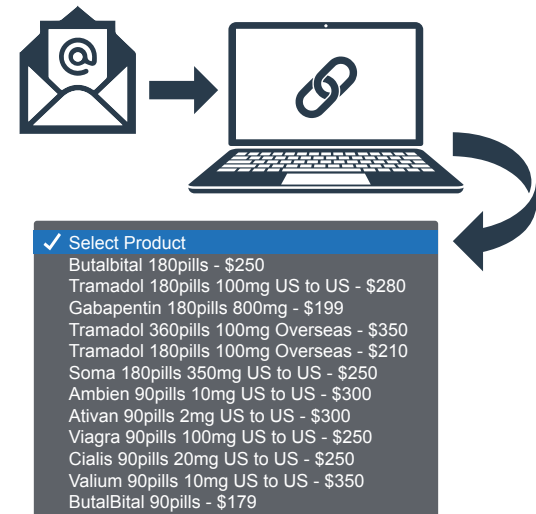 @
✓ Select Product
Butalbital 180pills - $250
Tramadol 180pills 100mg US to US - $280
Gabapentin 180pills 800mg - $199
Tramadol 360pills 100mg Overseas - $350
Tramadol 180pills 100mg Overseas - $210
Soma 180pills 350mg US to US - $250
Ambien 90pills 10mg US to US - $300
Ativan 90pills 2mg US to US - $300
Viagra 90pills 100mg US to US - $250
Cialis 90pills 20mg US to US - $250
Valium 90pills 10mg US to US - $350
ButalBital 90pills - $179